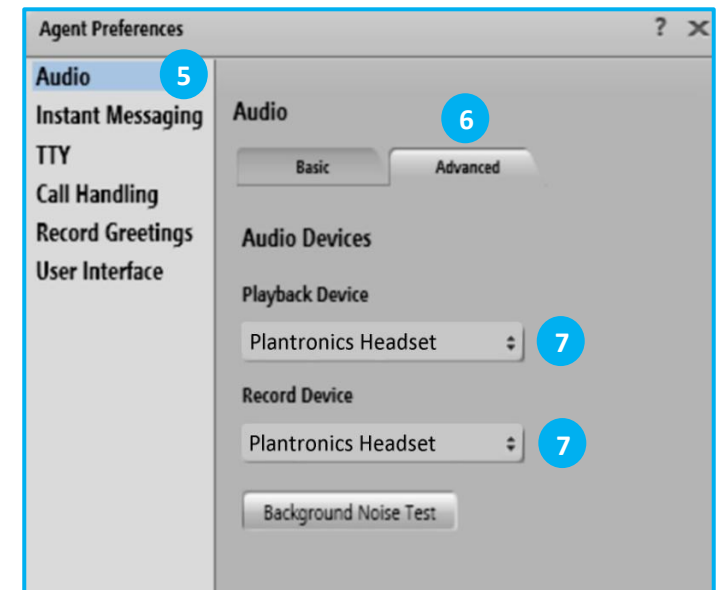 Agent Preferences ? ×
Audio 5
Instant Messaging
TTY
Call Handling
Record Greetings
User Interface
Audio
6
Basic Advanced
Audio Devices
Playback Device
Plantronics Headset 7
Record Device
Plantronics Headset 7
Background Noise Test